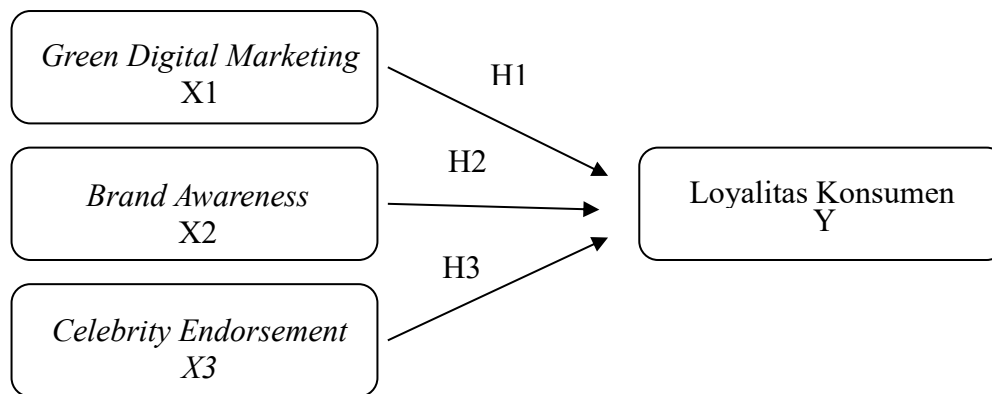 Green Digital Marketing
X1
H1
H2
Brand Awareness
X2
Loyalitas Konsumen
Y
H3
Celebrity Endorsement
X3